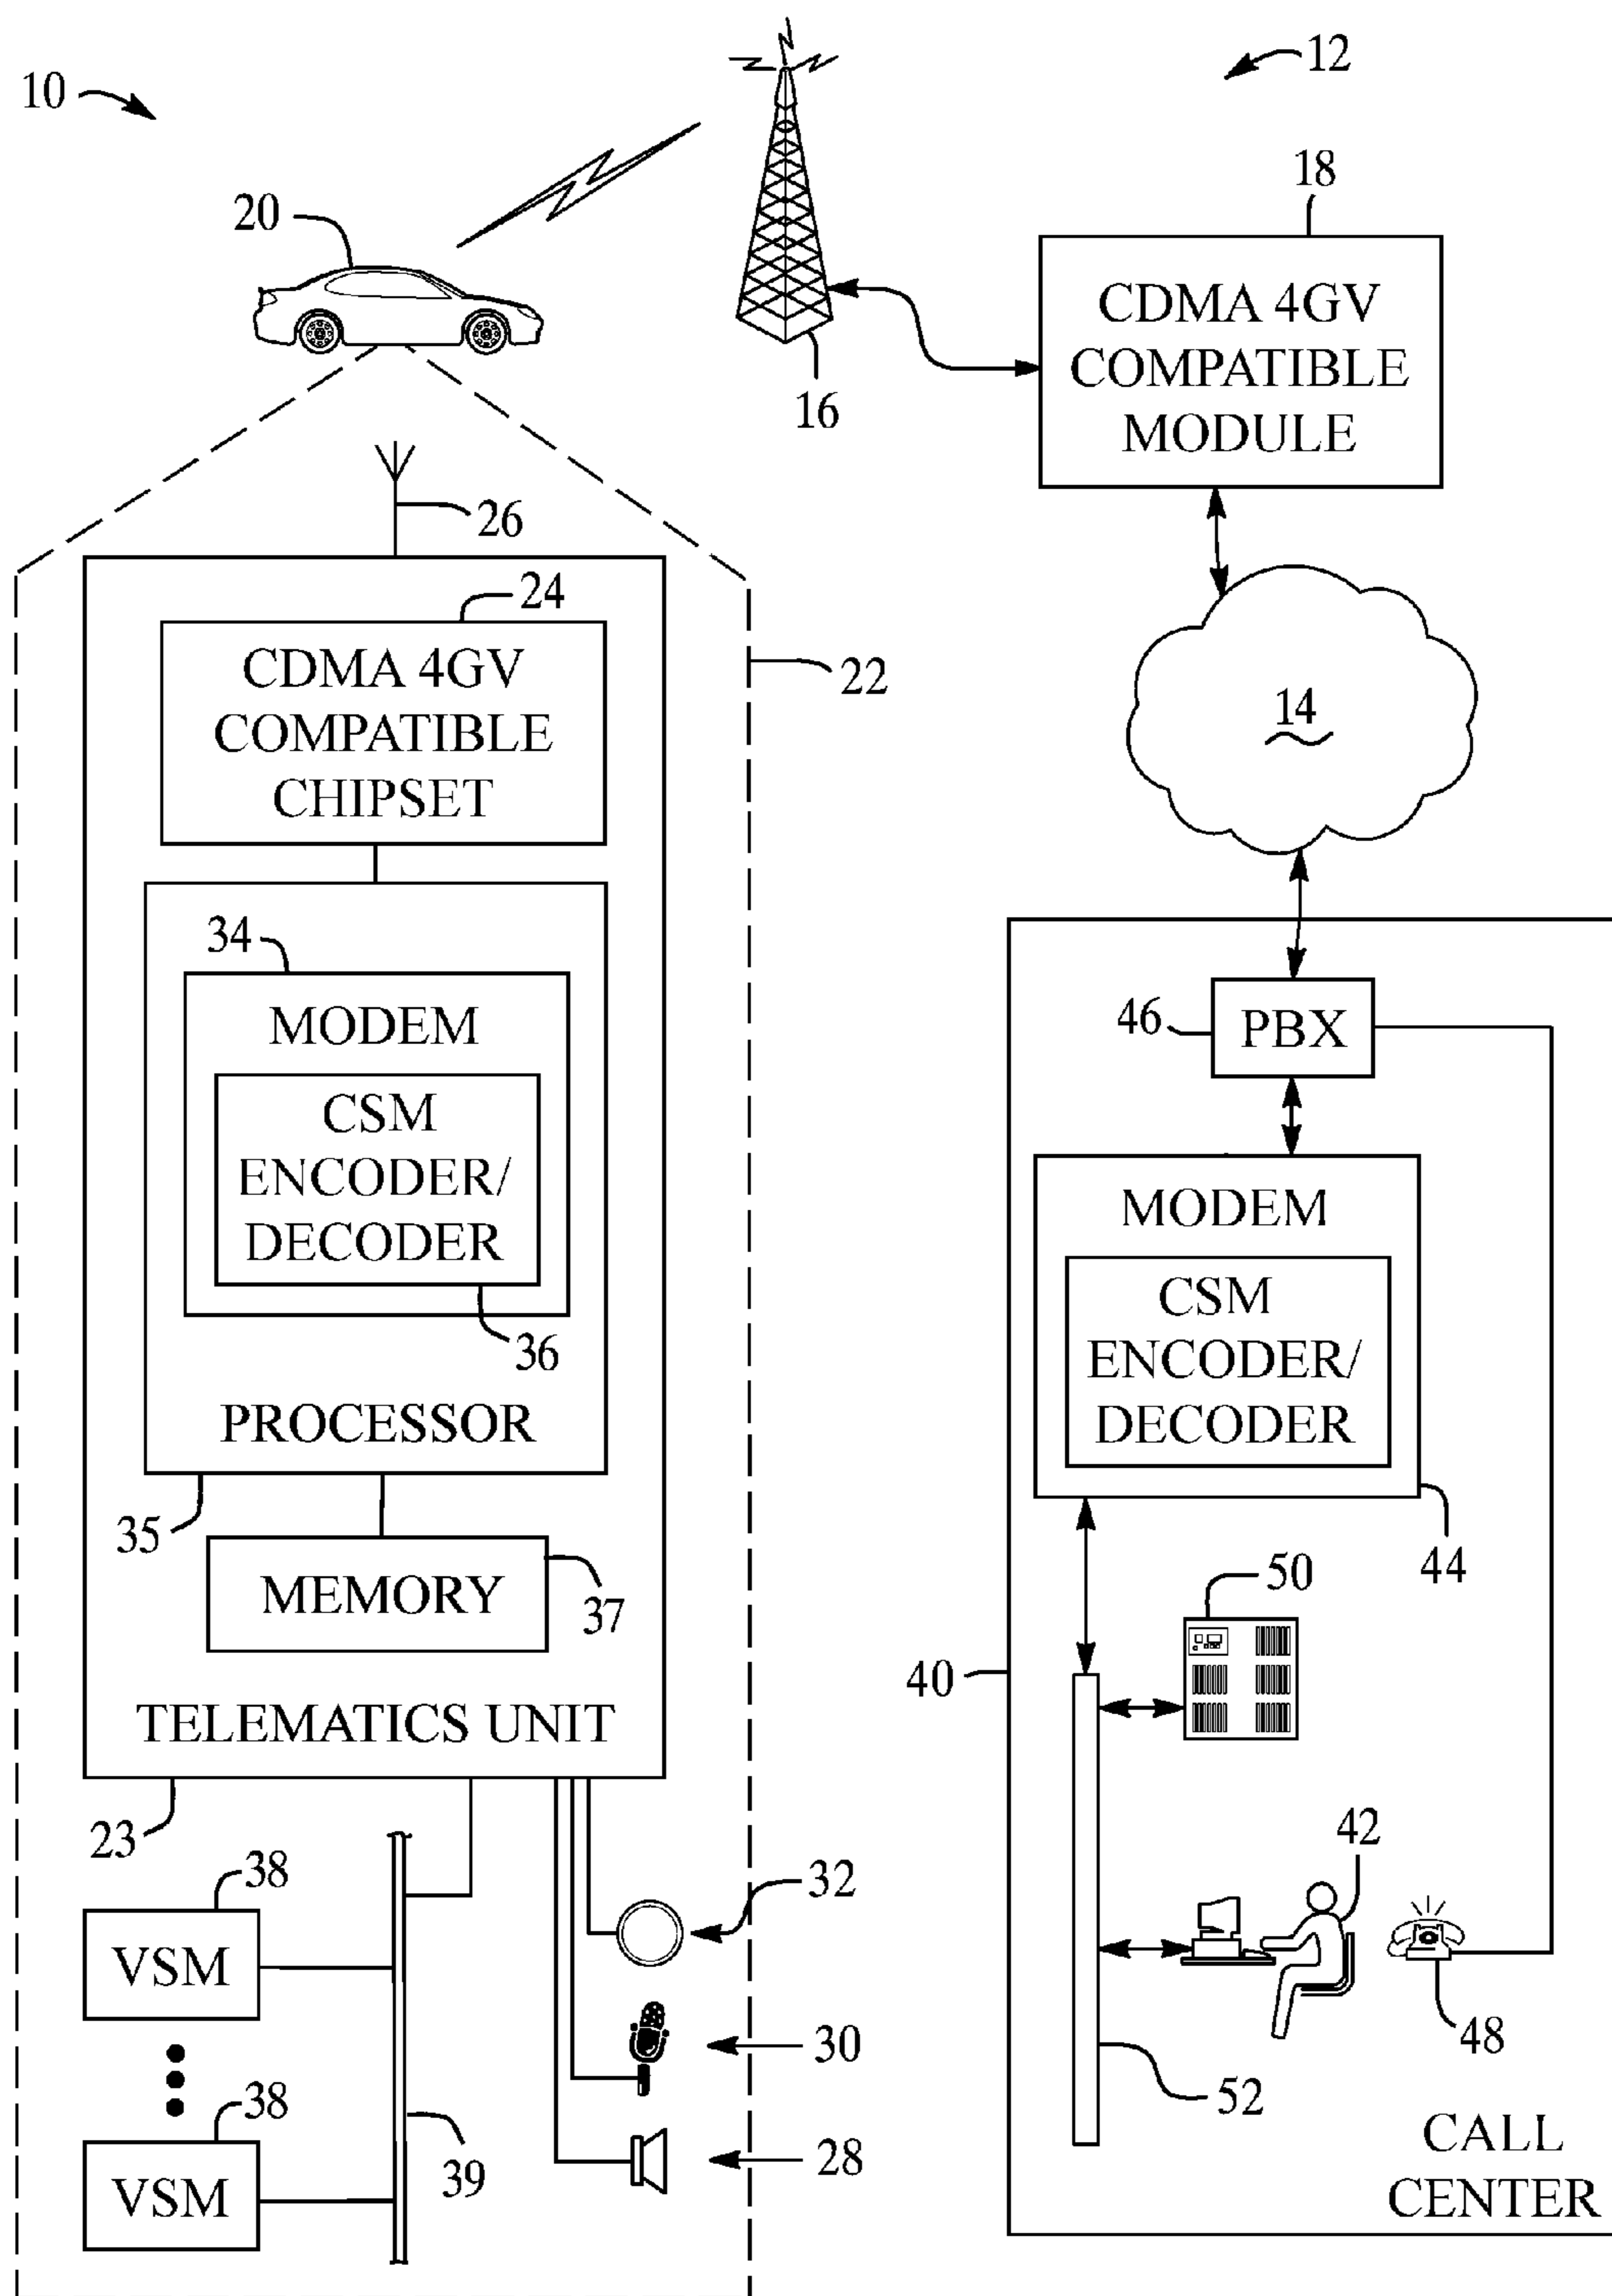 10
12
20
16
18
CDMA 4GV
COMPATIBLE
MODULE
26
24
CDMA 4GV
COMPATIBLE
CHIPSET
22
14
34
MODEM
CSM
ENCODER/
DECODER
36
PROCESSOR
35
MEMORY
37
TELEMATICS UNIT
23
38
VSM
38
VSM
39
32
30
28
46
PBX
MODEM
CSM
ENCODER/
DECODER
44
50
40
42
48
52
CALL
CENTER